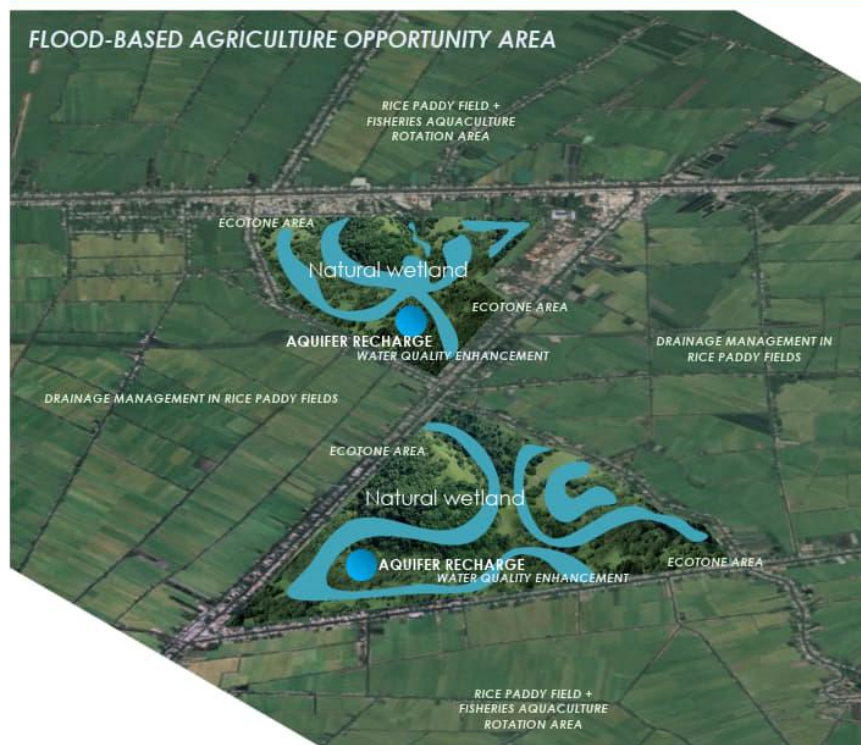 FLOOD-BASED AGRICULTURE OPPORTUNITY AREA
RICE PADDY FIELD +
FISHERIES AQUACULTURE
ROTATION AREA
ECOTONE AREA
Natural wetland
ECOTONE AREA
AQUIFER RECHARGE
WATER QUALITY ENHANCEMENT
DRAINAGE MANAGEMENT IN
RICE PADDY FIELDS
DRAINAGE MANAGEMENT IN RICE PADDY FIELDS
ECOTONE AREA
Natural wetland
AQUIFER RECHARGE
WATER QUALITY ENHANCEMENT
ECOTONE AREA
RICE PADDY FIELD +
FISHERIES AQUACULTURE
ROTATION AREA